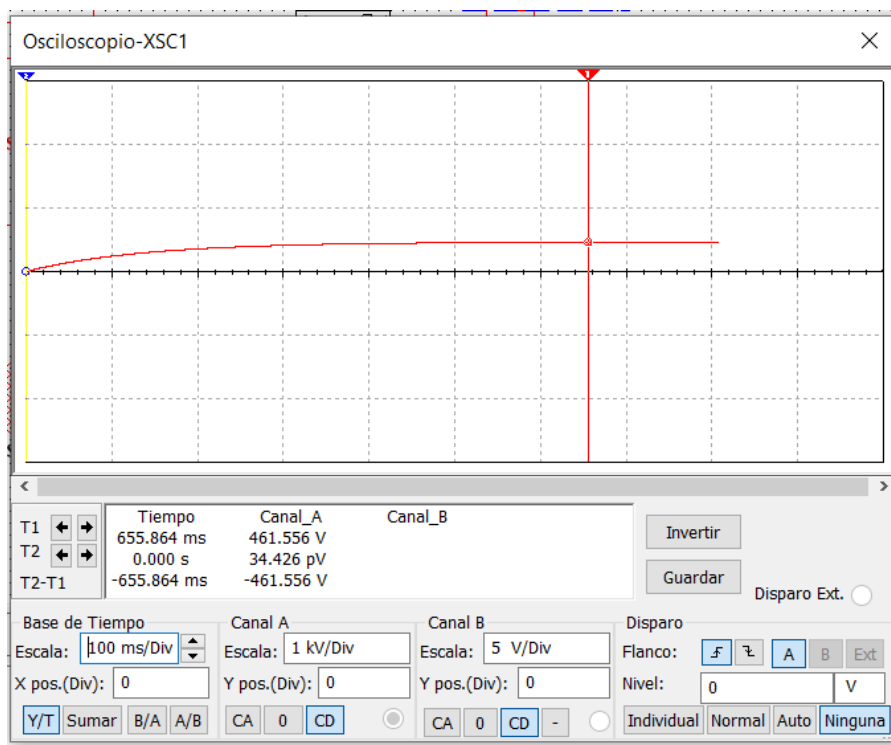 Osciloscopio-XSC1
2
1
Tiempo Canal_A Canal_B
T1 655.864 ms 461.556 V
T2 0.000 s 34.426 pV
T2-T1 -655.864 ms -461.556 V
Invertir
Guardar
Disparo Ext.
Base de Tiempo Canal A Canal B Disparo
Escala: 100 ms/Div Escala: 1 kV/Div Escala: 5 V/Div Flanco: A B Ext
X pos.(Div): 0 Y pos.(Div): 0 Y pos.(Div): 0 Nivel: 0 V
Y/T Sumar B/A A/B CA 0 CD CA 0 CD - Individual Normal Auto Ninguna